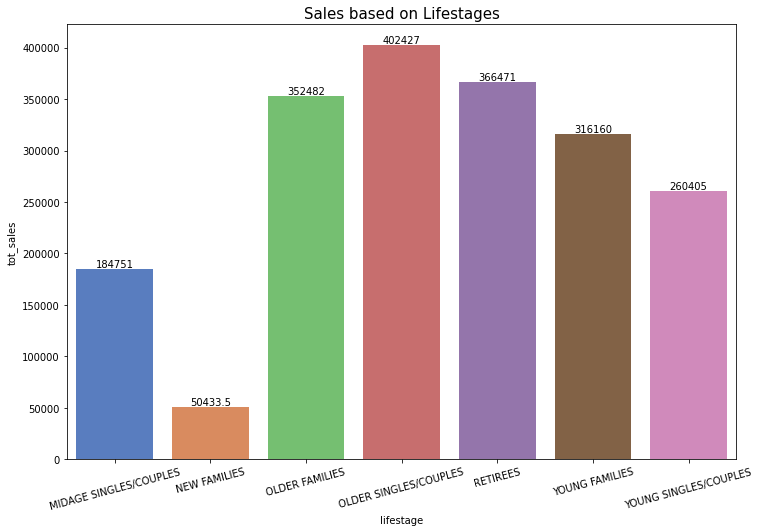 Sales based on Lifestages
400000
350000
300000
250000
200000
150000
100000
50000
0
tot_sales
184751
50433.5
352482
402427
366471
316160
260405
MIDAGE SINGLES/COUPLES
NEW FAMILIES
OLDER FAMILIES
OLDER SINGLES/COUPLES
RETIREES
YOUNG FAMILIES
YOUNG SINGLES/COUPLES
lifestage